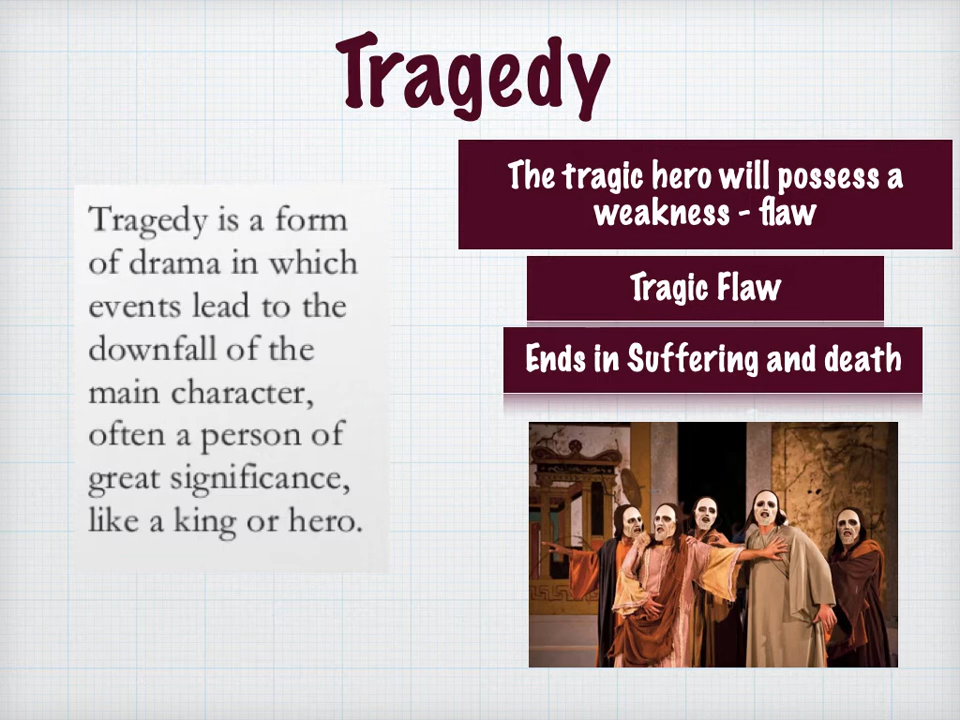 Tragedy
Tragedy is a form
of drama in which
events lead to the
downfall of the
main character,
often a person of
great significance,
like a king or hero.
The tragic hero will possess a
weakness - flaw
Tragic Flaw
Ends in Suffering and death